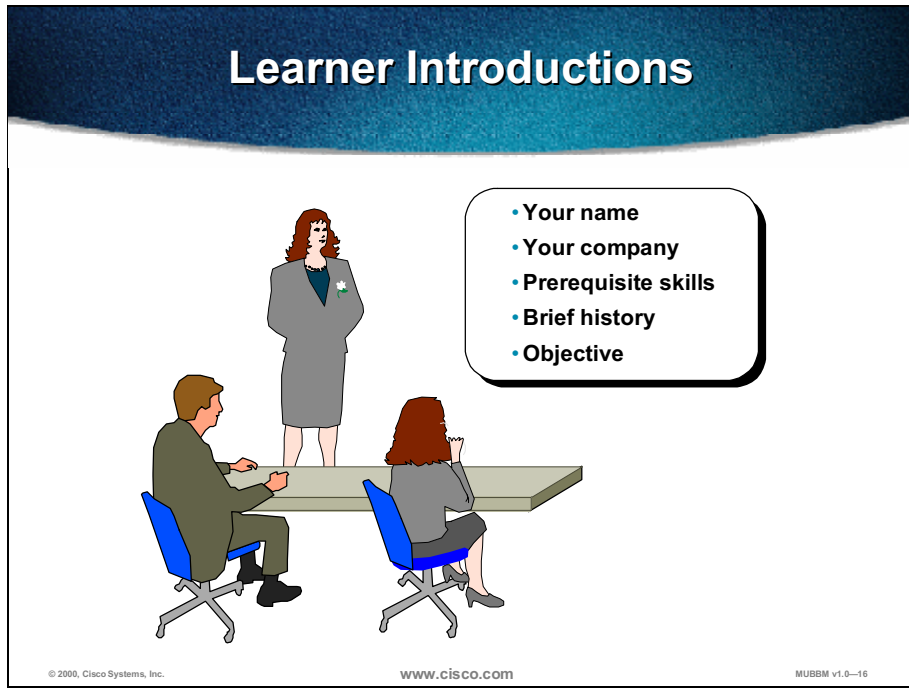 Learner Introductions
• Your name
• Your company
• Prerequisite skills
• Brief history
• Objective
© 2000, Cisco Systems, Inc.
www.cisco.com
MUBBM v1.0—16